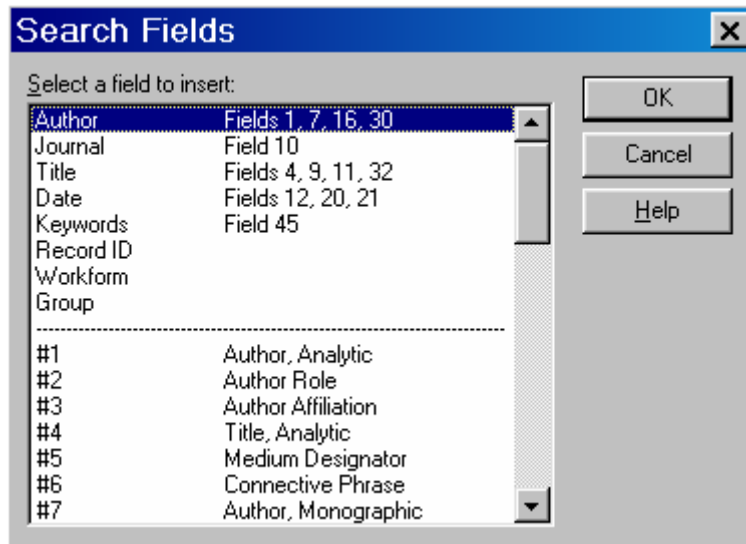 Search Fields
Select a field to insert:
Author Fields 1, 7, 16, 30
Journal Field 10
Title Fields 4, 9, 11, 32
Date Fields 12, 20, 21
Keywords Field 45
Record ID
Workform
Group
#1 Author, Analytic
#2 Author Role
#3 Author Affiliation
#4 Title, Analytic
#5 Medium Designator
#6 Connective Phrase
#7 Author, Monographic
OK
Cancel
Help